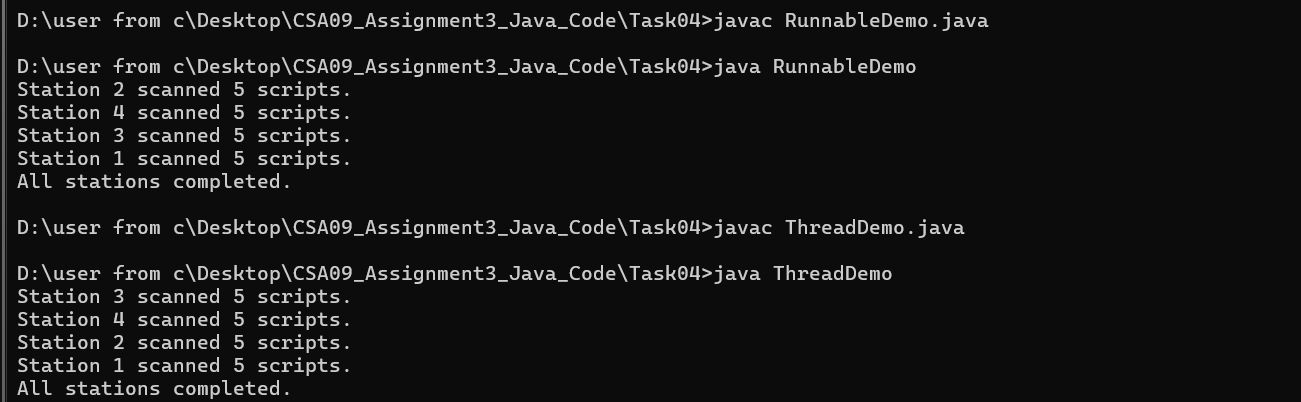 D:\user from c\Desktop\CSA09_Assignment3_Java_Code\Task04>javac RunnableDemo.java
D:\user from c\Desktop\CSA09_Assignment3_Java_Code\Task04>java RunnableDemo
Station 2 scanned 5 scripts.
Station 4 scanned 5 scripts.
Station 3 scanned 5 scripts.
Station 1 scanned 5 scripts.
All stations completed.
D:\user from c\Desktop\CSA09_Assignment3_Java_Code\Task04>javac ThreadDemo.java
D:\user from c\Desktop\CSA09_Assignment3_Java_Code\Task04>java ThreadDemo
Station 3 scanned 5 scripts.
Station 4 scanned 5 scripts.
Station 2 scanned 5 scripts.
Station 1 scanned 5 scripts.
All stations completed.